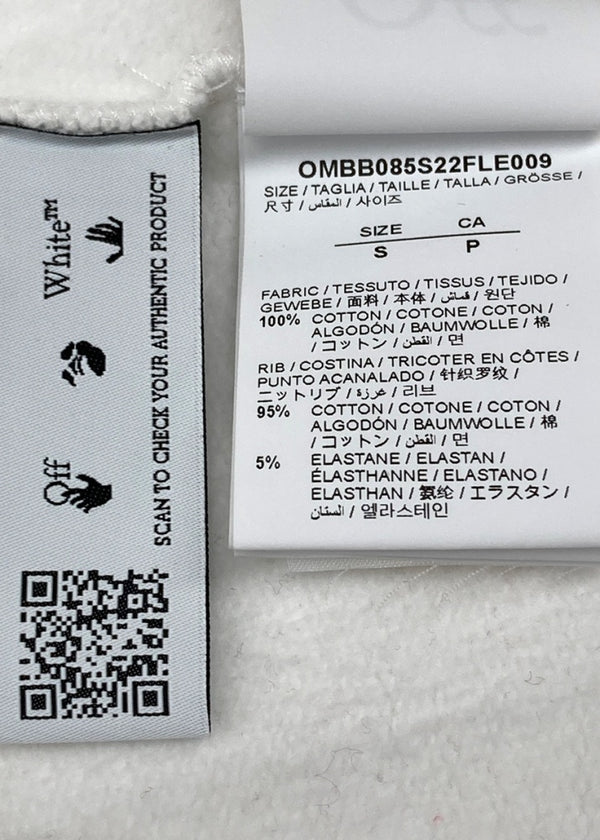 Off White™
SCAN TO CHECK YOUR AUTHENTIC PRODUCT
OMBB085S22FLE009
SIZE / TAGLIA / TAILLE / TALLA / GRÖSSE /
尺寸 / المقاس / 사이즈
SIZE CA
S P
FABRIC / TESSUTO / TISSUS / TEJIDO /
GEWEBE / 面料 / 本体 / قماش / 원단
100% COTTON / COTONE / COTON /
ALGODÓN / BAUMWOLLE / 棉
/ コットン / القطن / 면
RIB / COSTINA / TRICOTER EN CÔTES /
PUNTO ACANALADO / 针织罗纹 /
ニットリブ / غرزة / 리브
95% COTTON / COTONE / COTON /
ALGODÓN / BAUMWOLLE / 棉
/ コットン / القطن / 면
5% ELASTANE / ELASTAN /
ÉLASTHANNE / ELASTANO /
ELASTHAN / 氨纶 / エラスタン /
الستان / 엘라스테인